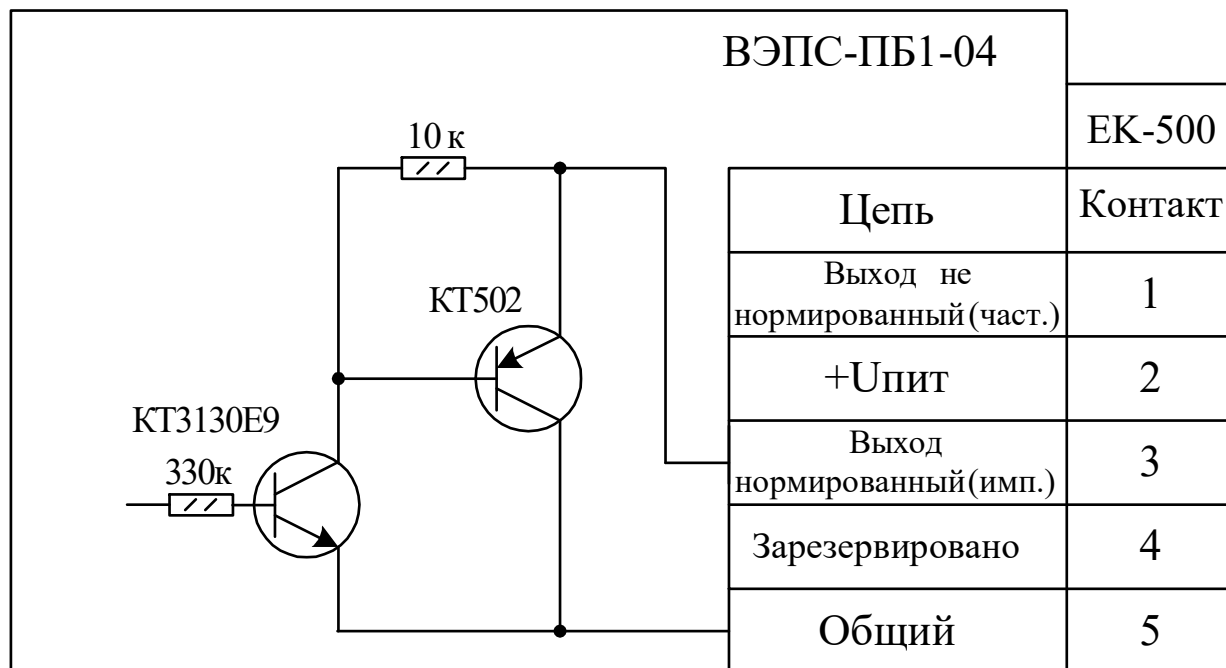 ВЭПС-ПБ1-04
EK-500
10 к
Цепь
Контакт
Выход не
нормированный (част.)
1
КТ502
+Uпит
2
КТ3130Е9
330к
Выход
нормированный (имп.)
3
Зарезервировано
4
Общий
5